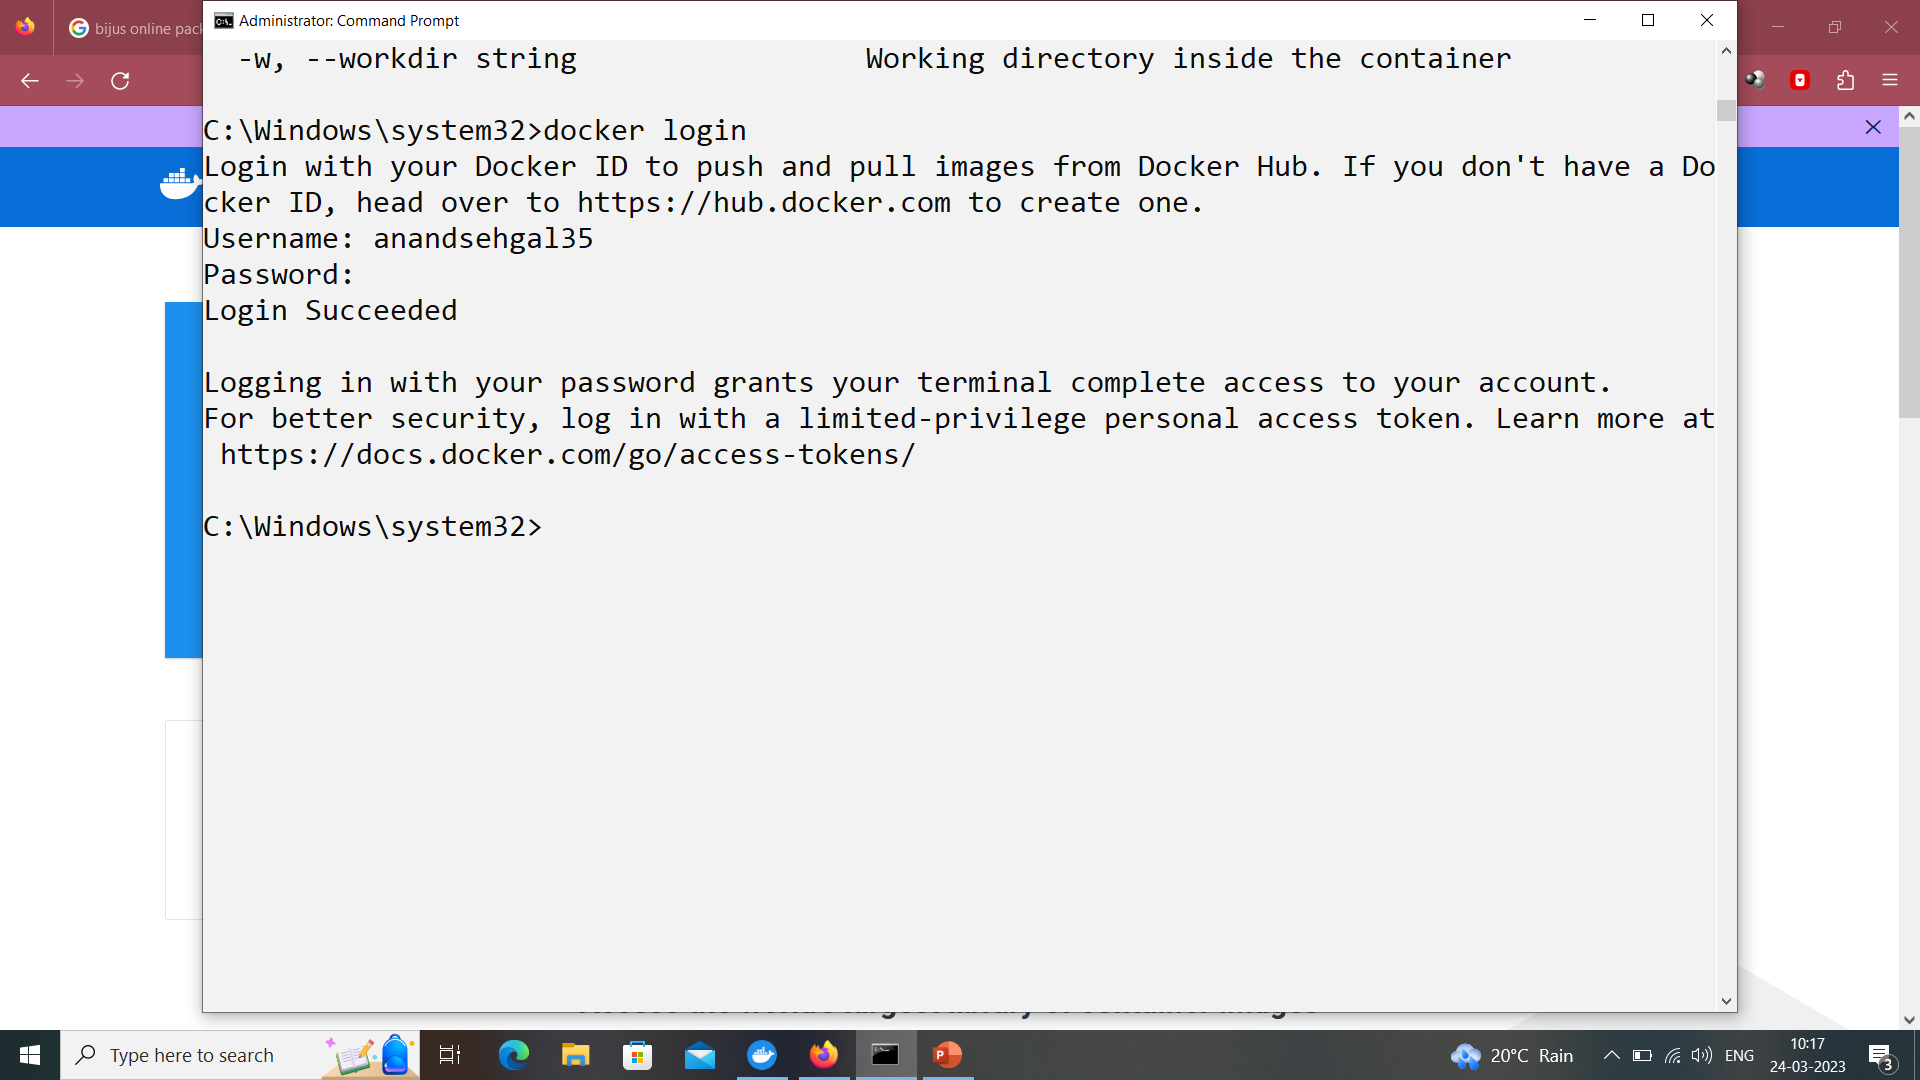 bijus online pack
Administrator: Command Prompt
-w, --workdir string                 Working directory inside the container
C:\Windows\system32>docker login
Login with your Docker ID to push and pull images from Docker Hub. If you don't have a Do
cker ID, head over to https://hub.docker.com to create one.
Username: anandsehgal35
Password:
Login Succeeded
Logging in with your password grants your terminal complete access to your account.
For better security, log in with a limited-privilege personal access token. Learn more at
https://docs.docker.com/go/access-tokens/
C:\Windows\system32>
Type here to search
20°C Rain
ENG
10:17
24-03-2023
3